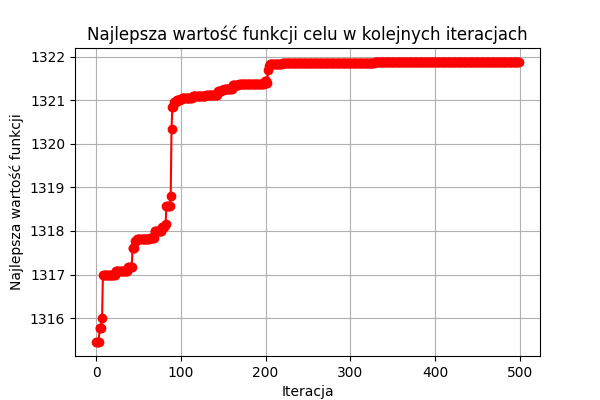 Najlepsza wartość funkcji celu w kolejnych iteracjach
1322
1321
1320
1319
1318
1317
1316
Najlepsza wartość funkcji
0 100 200 300 400 500
Iteracja